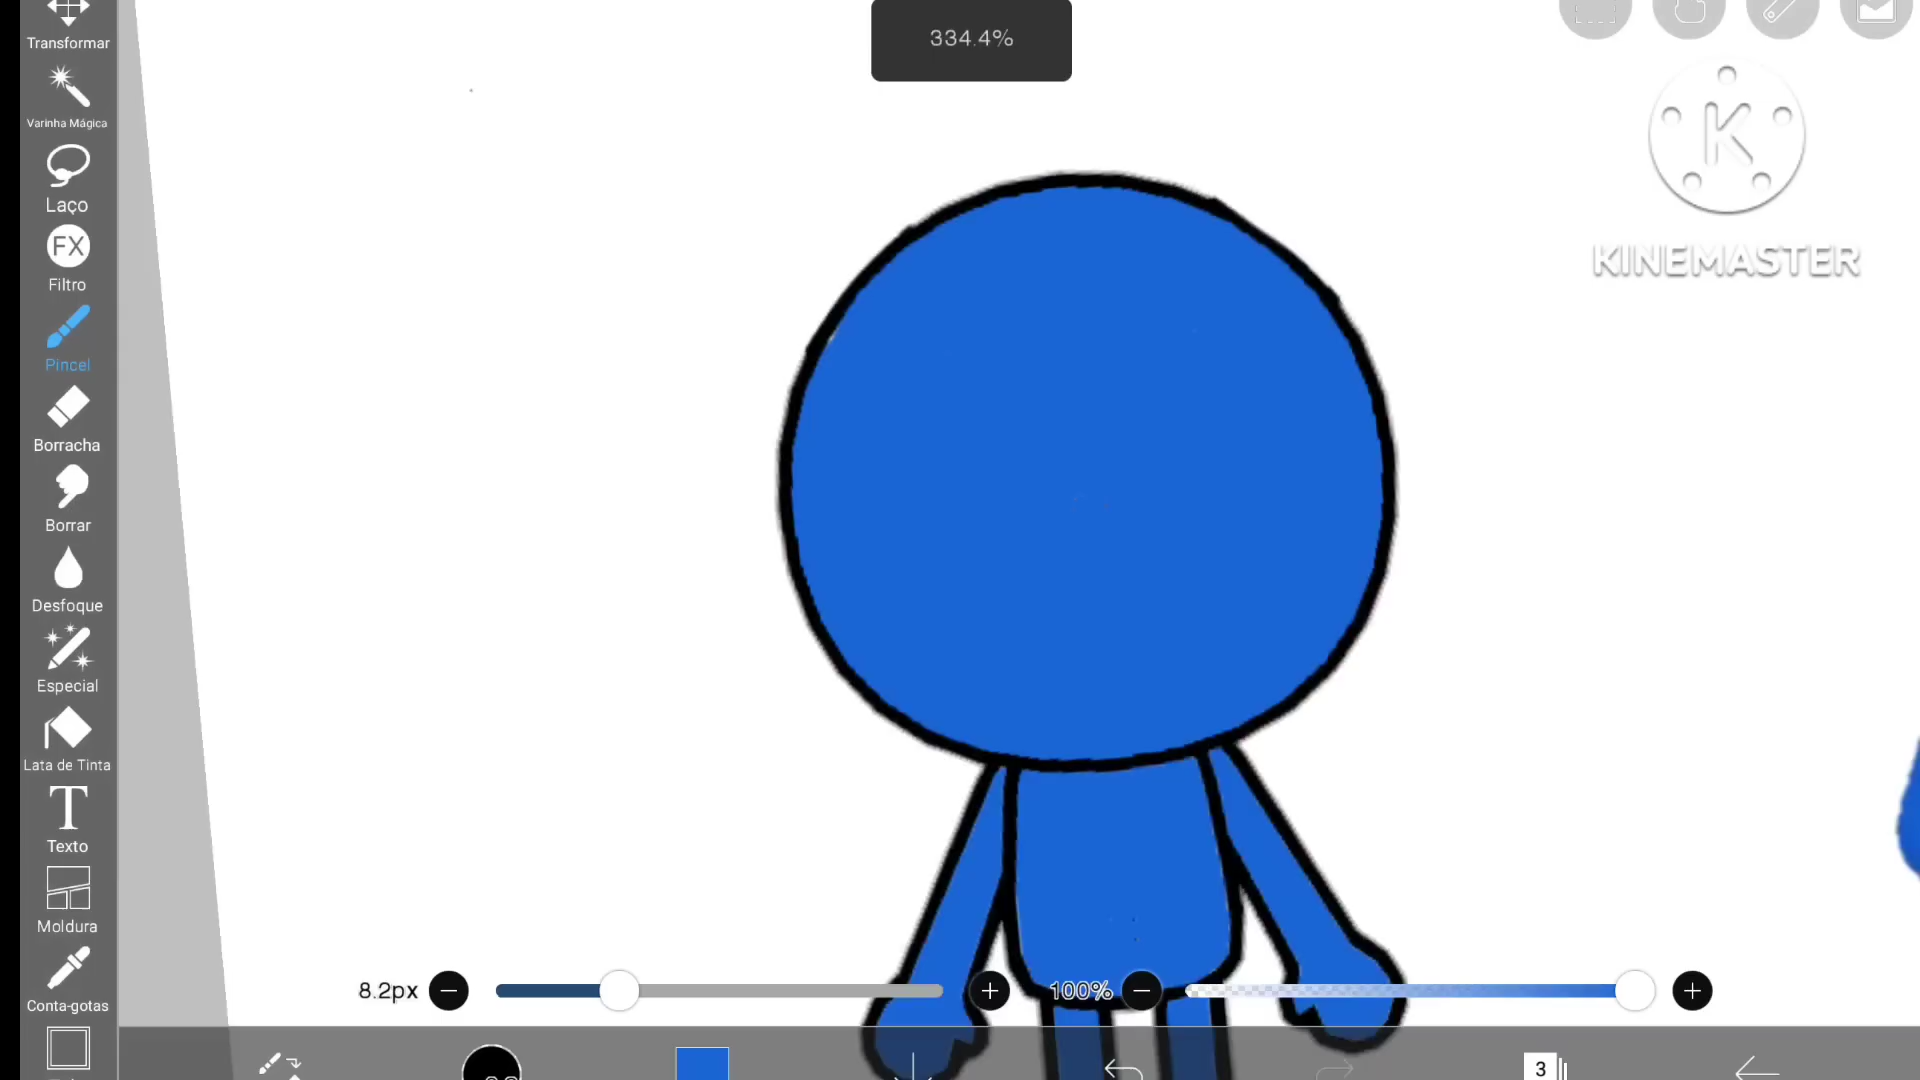 334.4%
Transformar
Varinha Mágica
Laço
FX
Filtro
Pincel
Borracha
Borrar
Desfoque
Especial
Lata de Tinta
T
Texto
Moldura
Conta-gotas
K
KINEMASTER
8.2px
100%
3